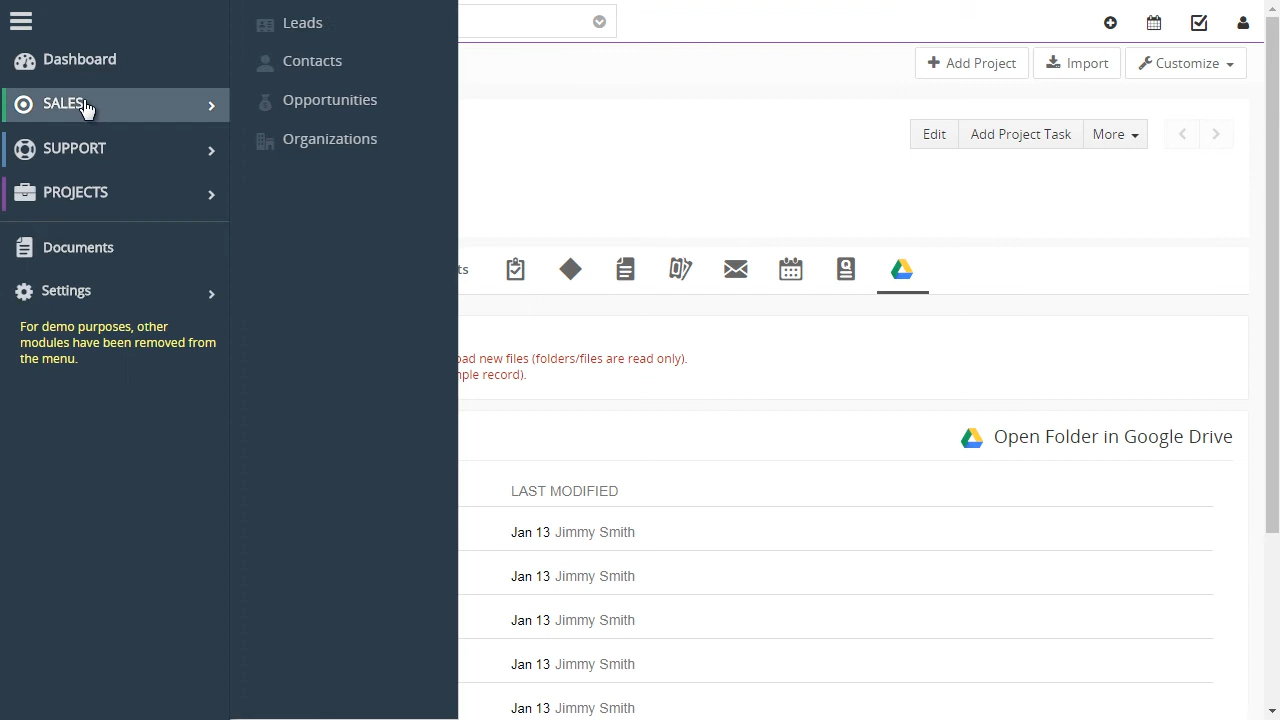 Dashboard
SALES
SUPPORT
PROJECTS
Documents
Settings
For demo purposes, other
modules have been removed from
the menu.
Leads
Contacts
Opportunities
Organizations
Add Project
Import
Customize
Edit
Add Project Task
More
new files (folders/files are read only).
record).
Open Folder in Google Drive
LAST MODIFIED
Jan 13 Jimmy Smith
Jan 13 Jimmy Smith
Jan 13 Jimmy Smith
Jan 13 Jimmy Smith
Jan 13 Jimmy Smith